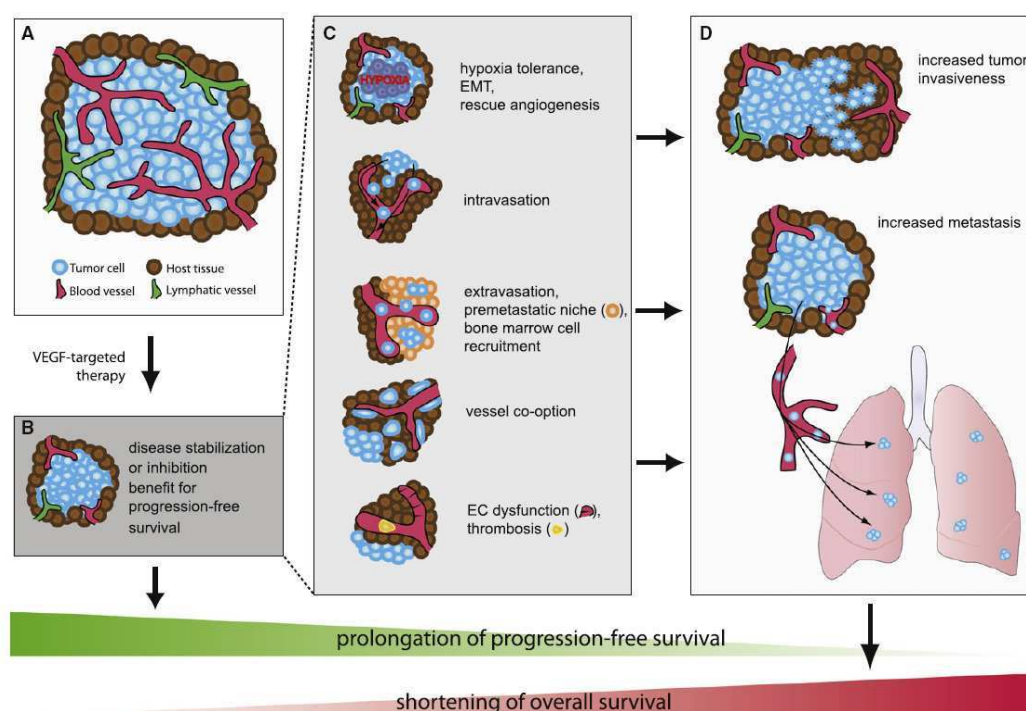 A
Tumor cell
Host tissue
Blood vessel
Lymphatic vessel
VEGF-targeted
therapy
B
disease stabilization
or inhibition
benefit for
progression-free
survival
C
HYPOXIA
hypoxia tolerance,
EMT,
rescue angiogenesis
intravasation
extravasation,
premetastatic niche ( ),
bone marrow cell
recruitment
vessel co-option
EC dysfunction ( ),
thrombosis ( )
D
increased tumor
invasiveness
increased metastasis
prolongation of progression-free survival
shortening of overall survival